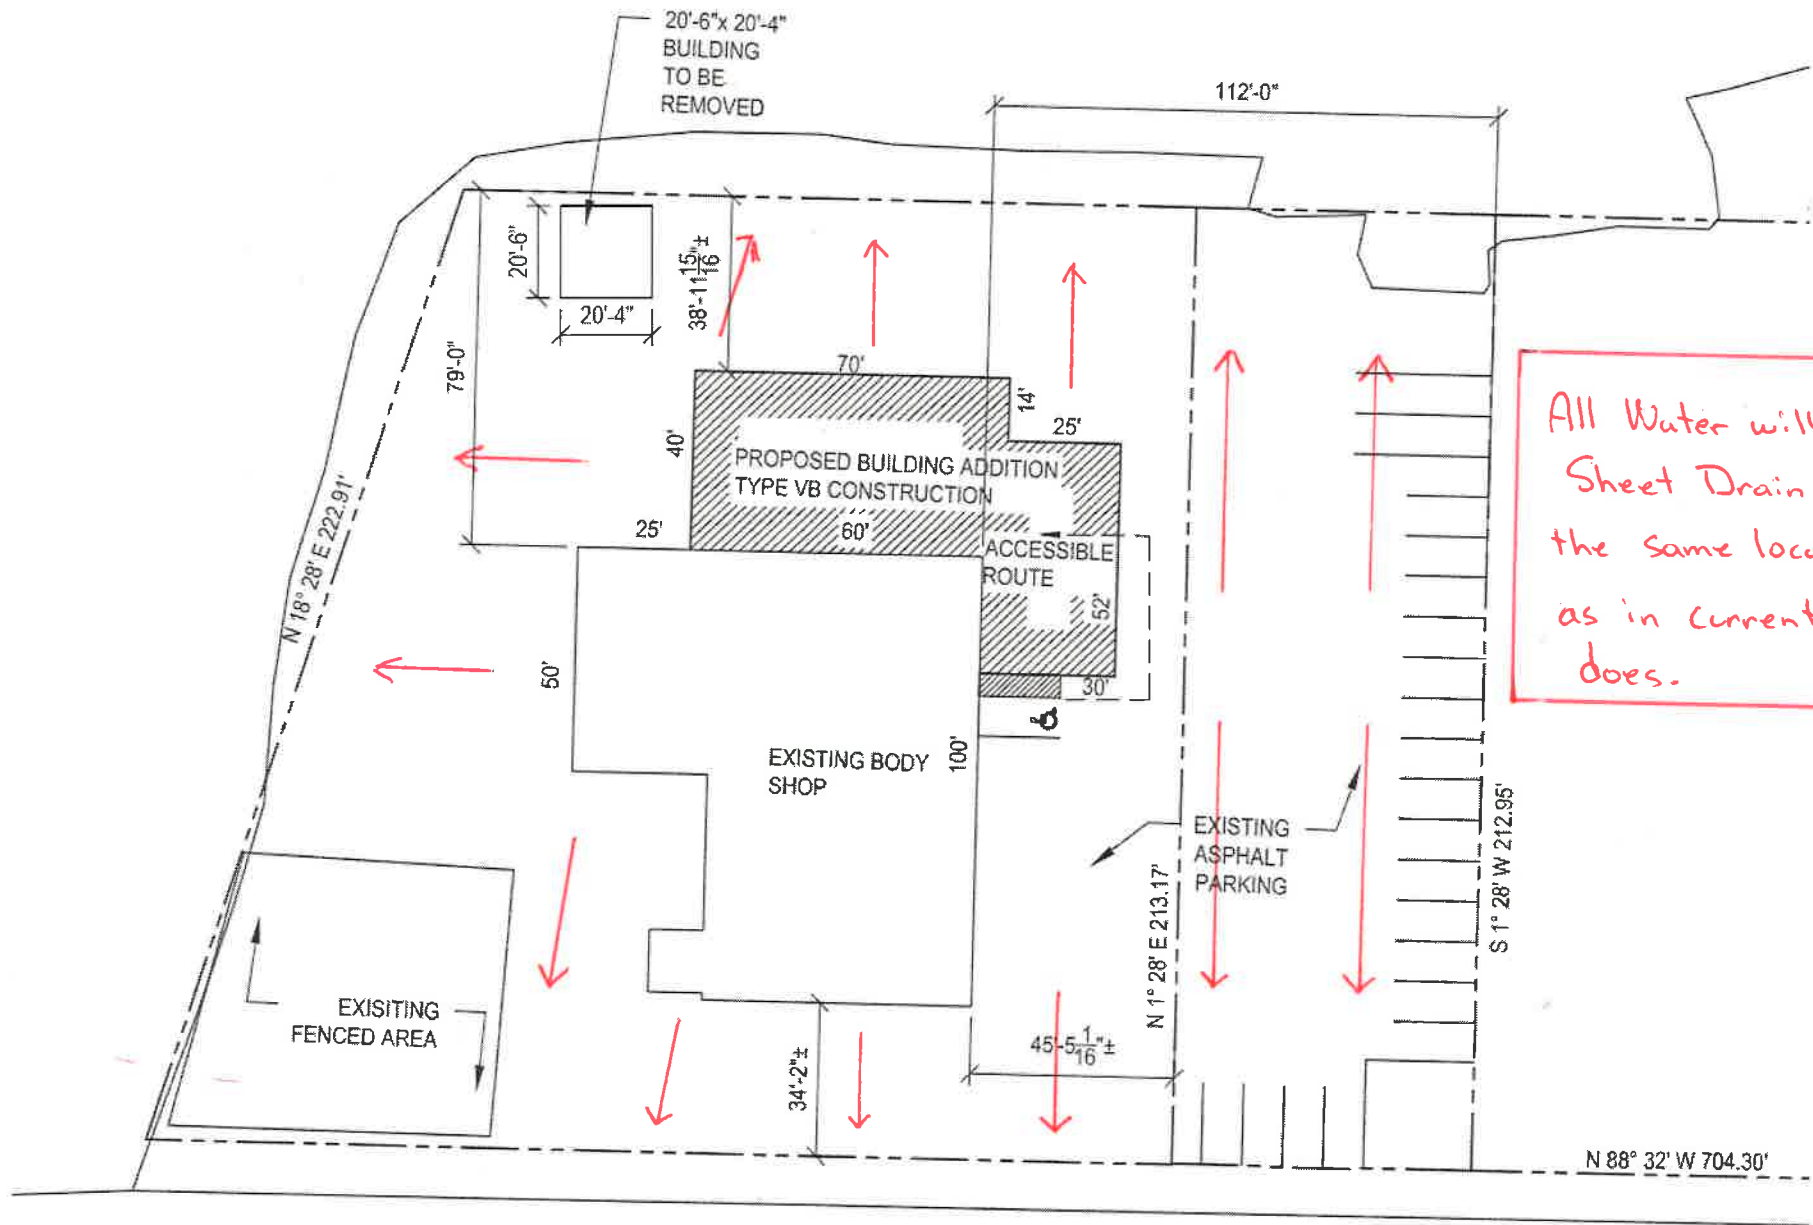 20'-6"x 20'-4"
BUILDING
TO BE
REMOVED
112'-0"
20'-6"
20'-4"
38'-11 15/16"±
79'-0"
70'
14'
25'
40'
PROPOSED BUILDING ADDITION
TYPE VB CONSTRUCTION
25'
60'
ACCESSIBLE
ROUTE
52'
30'
N 18° 28' E 222.91'
50'
EXISTING BODY
SHOP
100'
EXISTING
ASPHALT
PARKING
N 1° 28' E 213.17'
S 1° 28' W 212.95'
EXISITING
FENCED AREA
34'-2"±
45'-5 1/16"±
N 88° 32' W 704.30'
All Water will
Sheet Drain
the same loca
as in current
does.